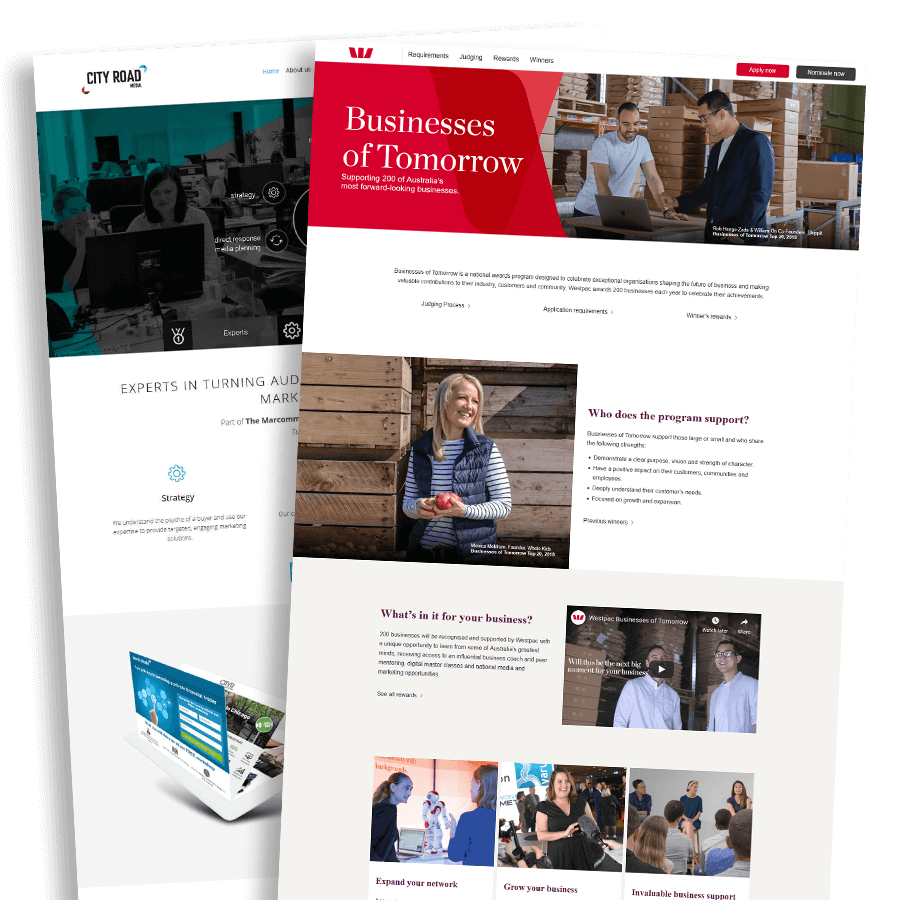 CITY ROAD
MEDIA
Home About us
strategy
direct response
media planning
Experts
EXPERTS IN TURNING AUD
MARK
Part of The Marcomm
Strategy
We understand the psyche of a buyer and use our
expertise to provide targeted, engaging marketing
solutions.
Our c
Requirements Judging Rewards Winners
Apply now
Nominate now
Businesses
of Tomorrow
Supporting 200 of Australia's
most forward-looking businesses.
Businesses of Tomorrow Top 20, 2018
Businesses of Tomorrow is a national awards program designed to celebrate exceptional organisations shaping the future of business and making
valuable contributions to their industry, customers and community. Westpac awards 200 businesses each year to celebrate their achievements.
Judging Process >
Application requirements >
Winner's rewards >
Founder, Whole Kids
Businesses of Tomorrow Top 20, 2018
Who does the program support?
Businesses of Tomorrow support those large or small and who share
the following strengths:
• Demonstrate a clear purpose, vision and strength of character.
• Have a positive impact on their customers, communities and
employees.
• Deeply understand their customer's needs.
• Focused on growth and expansion.
Previous winners >
What's in it for your business?
200 businesses will be recognised and supported by Westpac with
a unique opportunity to learn from some of Australia's greatest
minds, receiving access to an influential business coach and peer
mentoring, digital master classes and national media and
marketing opportunities.
See all rewards >
Westpac Businesses of Tomorrow
Watch later Share
Will this be the next big
moment for your business?
Expand your network
Grow your business
Invaluable business support